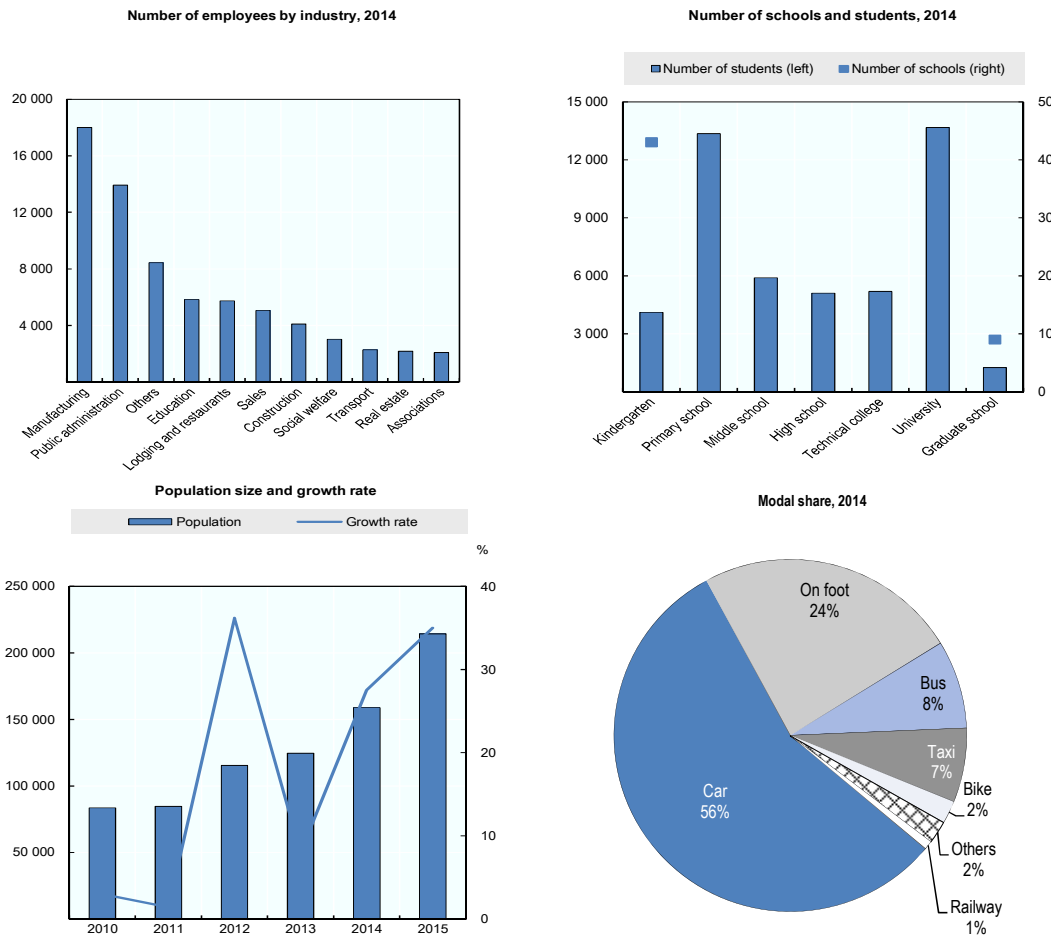 Number of employees by industry, 2014
20 000
16 000
12 000
8 000
4 000
Manufacturing
Public administration
Others
Education
Lodging and restaurants
Sales
Construction
Social welfare
Transport
Real estate
Associations
Number of schools and students, 2014
Number of students (left)
Number of schools (right)
15 000
12 000
9 000
6 000
3 000
50
40
30
20
10
0
Kindergarten
Primary school
Middle school
High school
Technical college
University
Graduate school
Population size and growth rate
Population
Growth rate
%
250 000
200 000
150 000
100 000
50 000
40
30
20
10
0
2010
2011
2012
2013
2014
2015
Modal share, 2014
On foot
24%
Bus
8%
Taxi
7%
Bike
2%
Others
2%
Railway
1%
Car
56%